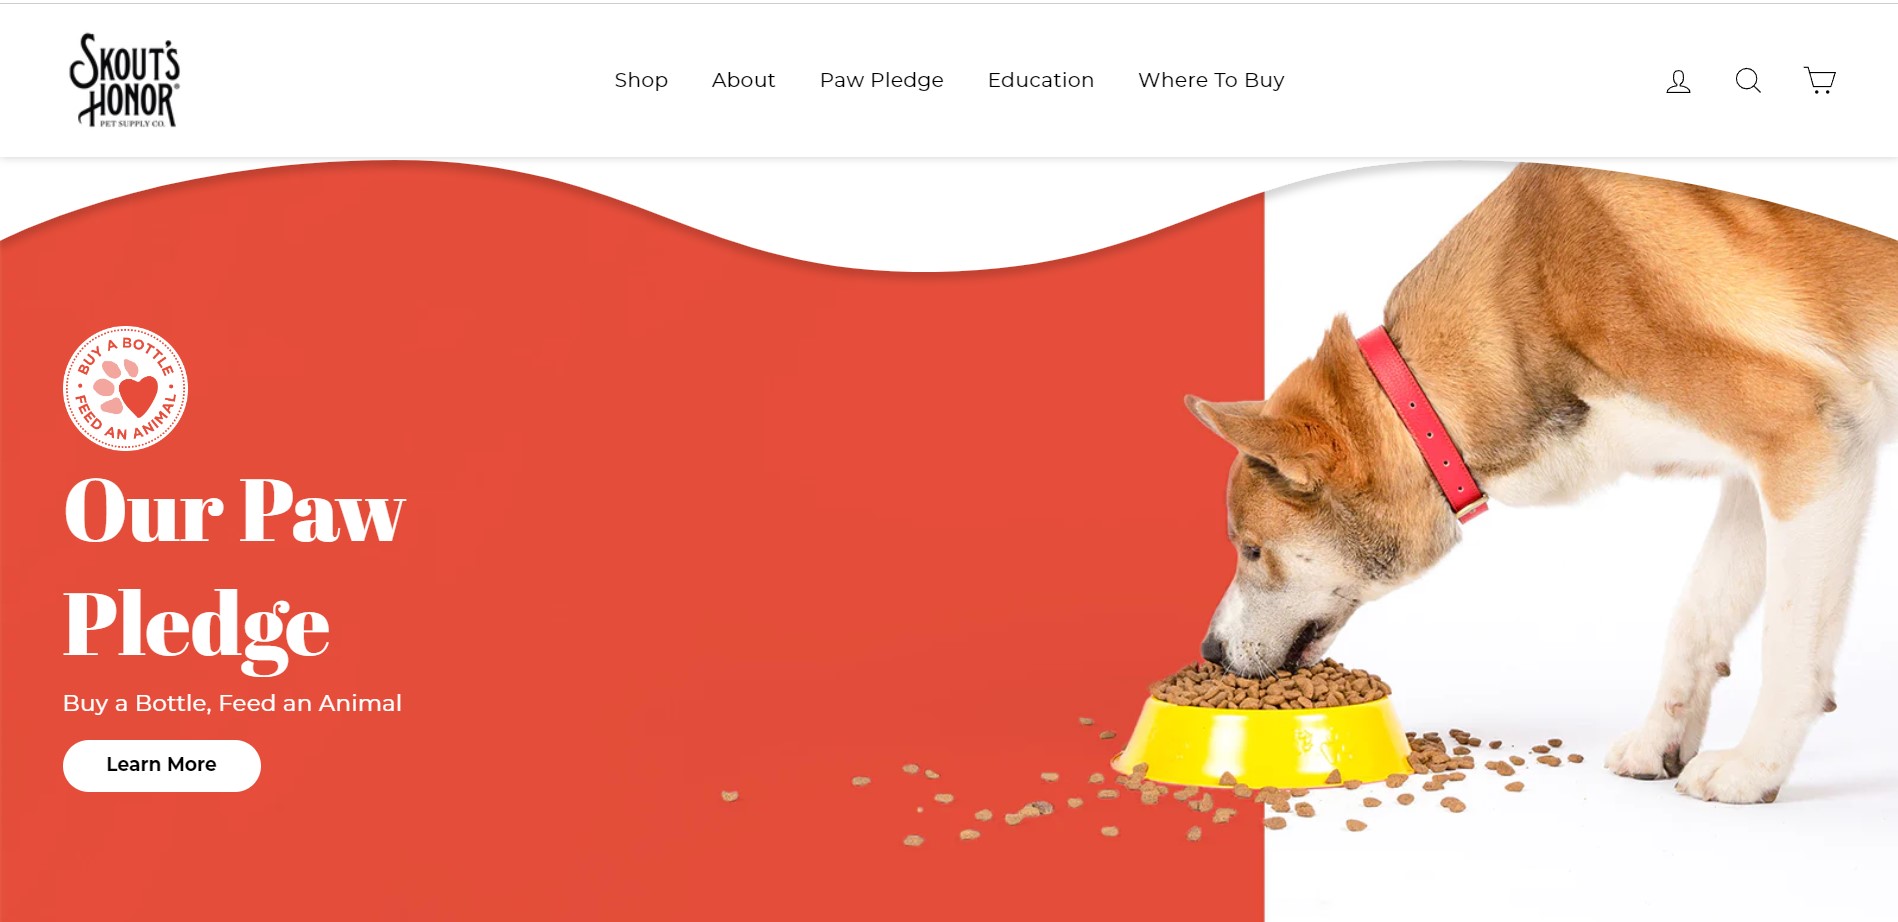 SKOUT'S
HONOR®
PET SUPPLY CO.
Shop
About
Paw Pledge
Education
Where To Buy
BUY A BOTTLE
FEED AN ANIMAL
Our Paw
Pledge
Buy a Bottle, Feed an Animal
Learn More